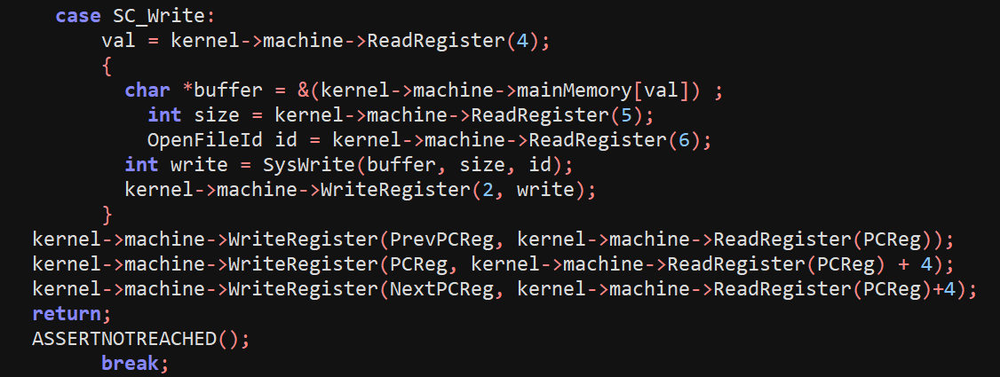 case SC_Write:
val = kernel->machine->ReadRegister(4);
{
char *buffer = &(kernel->machine->mainMemory[val]) ;
int size = kernel->machine->ReadRegister(5);
OpenFileId id = kernel->machine->ReadRegister(6);
int write = SysWrite(buffer, size, id);
kernel->machine->WriteRegister(2, write);
}
kernel->machine->WriteRegister(PrevPCReg, kernel->machine->ReadRegister(PCReg));
kernel->machine->WriteRegister(PCReg, kernel->machine->ReadRegister(PCReg) + 4);
kernel->machine->WriteRegister(NextPCReg, kernel->machine->ReadRegister(PCReg)+4);
return;
ASSERTNOTREACHED();
break;